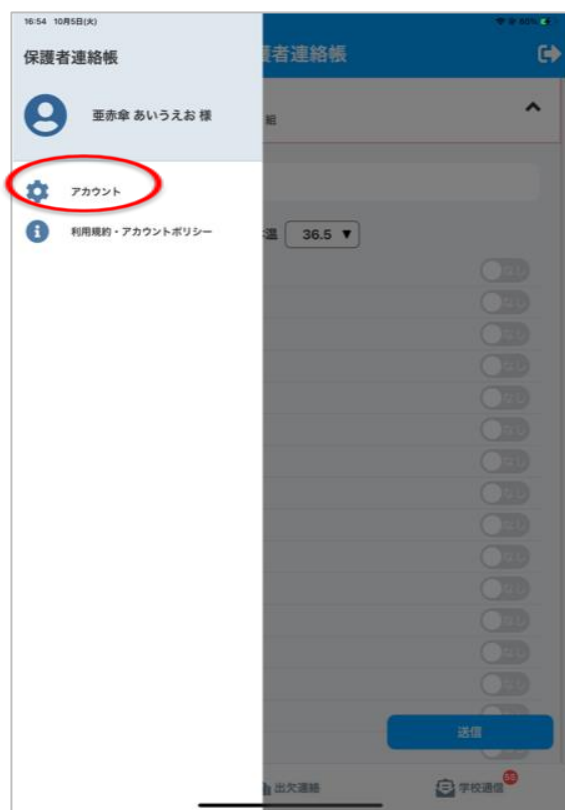 16:54 10月5日(火)
80%
保護者連絡帳
者連絡帳
亜赤傘 あいうえお 様
組
アカウント
利用規約・アカウントポリシー
温 36.5 ▼
なし
なし
なし
なし
なし
なし
なし
なし
なし
なし
なし
なし
なし
なし
送信
出欠連絡
学校通信